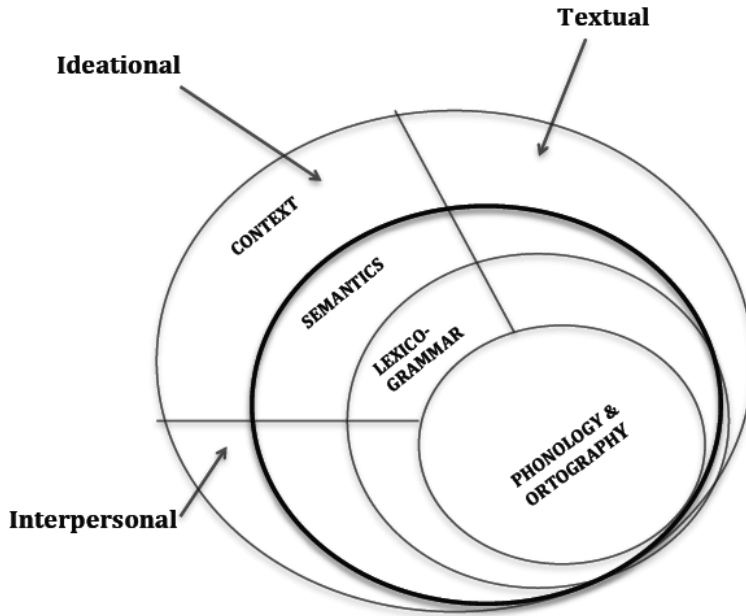 Textual
Ideational
CONTEXT
SEMANTICS
LEXICO-
GRAMMAR
PHONOLOGY &
ORTOGRAPHY
Interpersonal